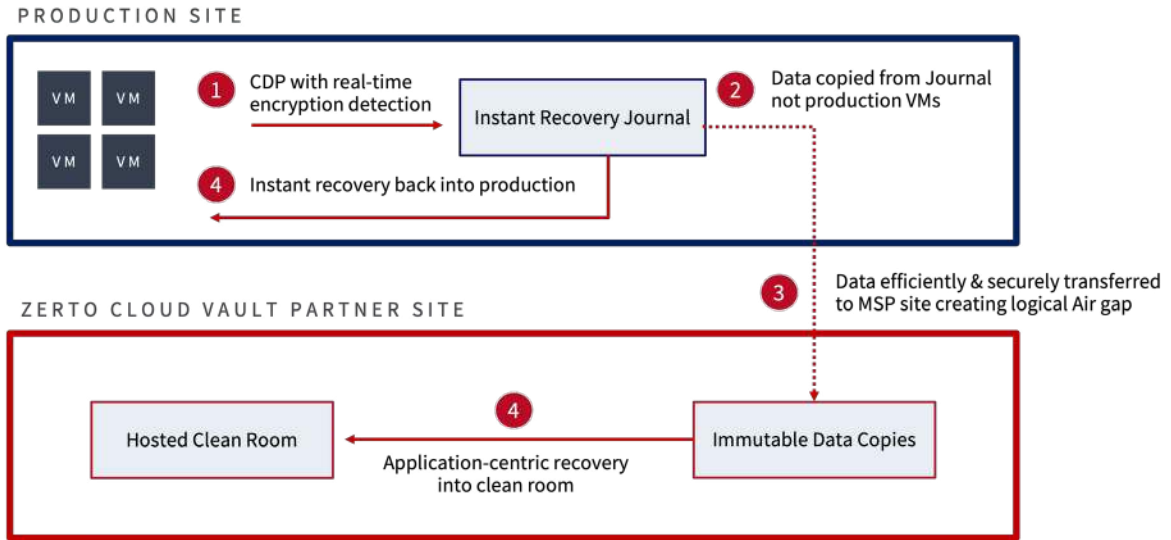 PRODUCTION SITE
VM VM
VM VM
1
CDP with real-time
encryption detection
Instant Recovery Journal
2
Data copied from Journal
not production VMs
4
Instant recovery back into production
3
Data efficiently & securely transferred
to MSP site creating logical Air gap
ZERTO CLOUD VAULT PARTNER SITE
Hosted Clean Room
4
Application-centric recovery
into clean room
Immutable Data Copies